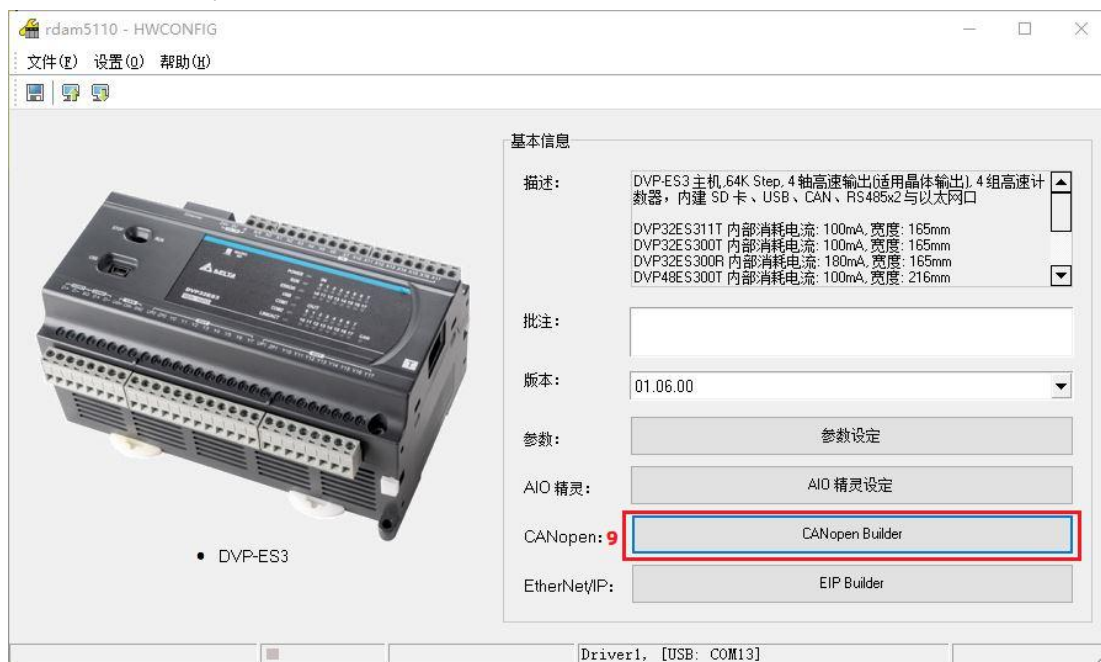 rdam5110 - HWCONFIG
文件(F) 设置(O) 帮助(H)
基本信息
描述:
DVP-ES3 主机,64K Step, 4 轴高速输出(适用晶体输出), 4 组高速计
数器，内建 SD 卡、USB、CAN、RS485x2 与以太网口
DVP32ES311T 内部消耗电流: 100mA, 宽度: 165mm
DVP32ES300T 内部消耗电流: 100mA, 宽度: 165mm
DVP32ES300R 内部消耗电流: 180mA, 宽度: 165mm
DVP48ES300T 内部消耗电流: 100mA, 宽度: 216mm
批注:
版本:
01.06.00
参数:
参数设定
AIO 精灵:
AIO 精灵设定
CANopen: 9
CANopen Builder
EtherNet/IP:
EIP Builder
DELTA
DVP32ES3
• DVP-ES3
Driver1, [USB: COM13]